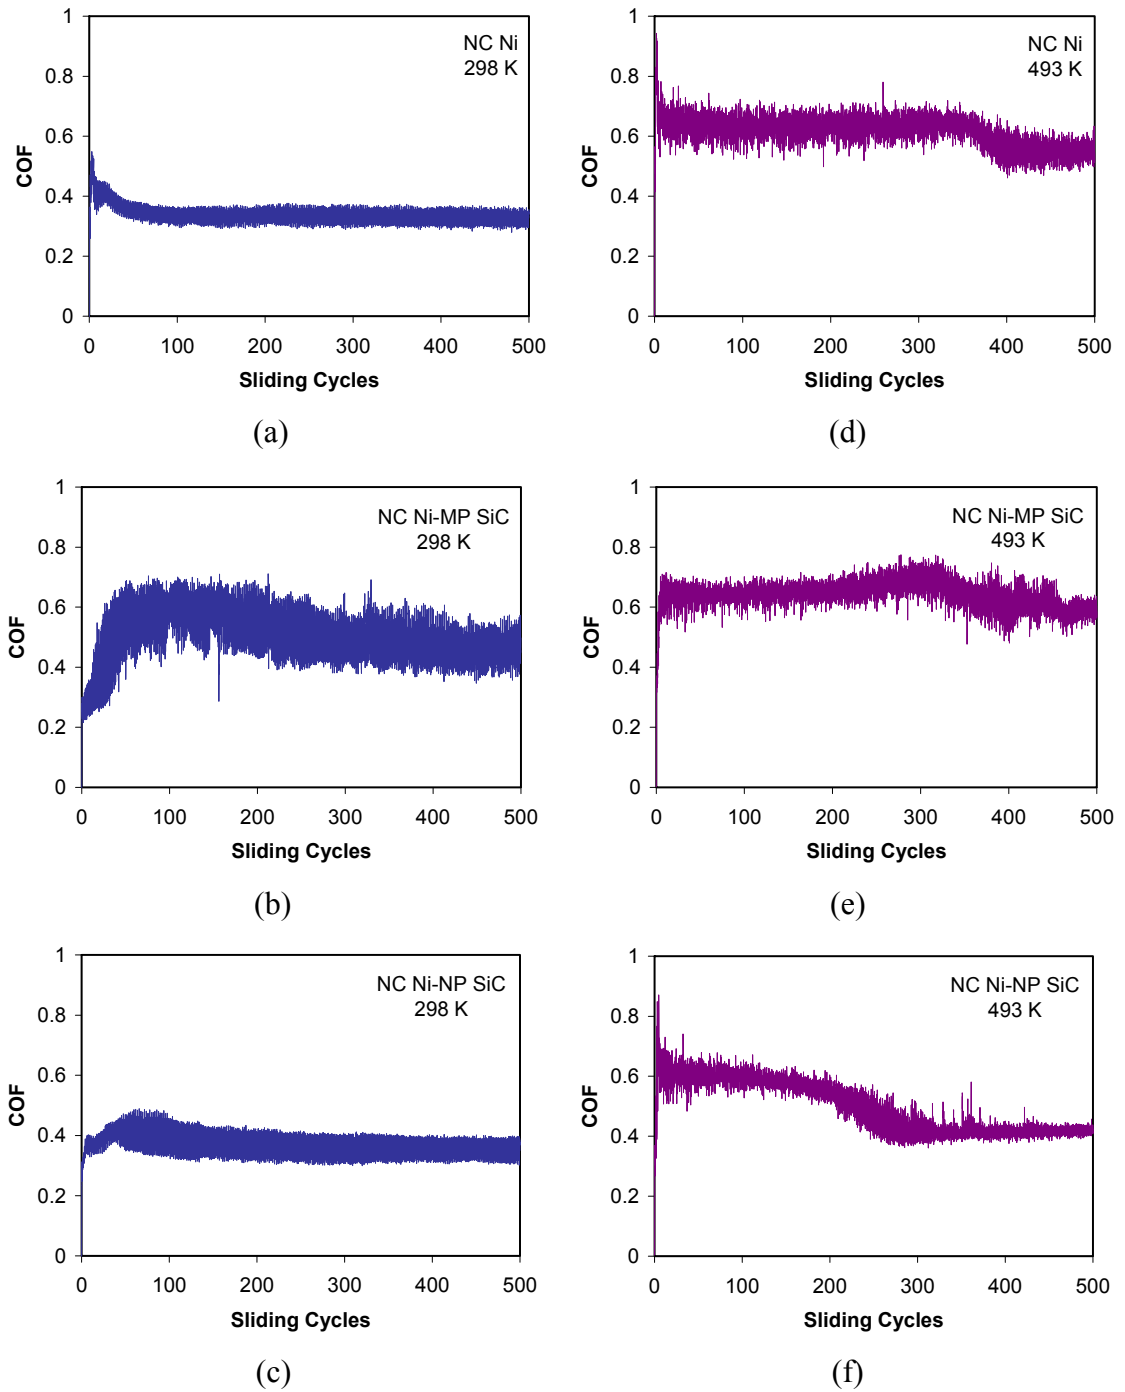 1
0.8
0.6
0.4
0.2
0
COF
NC Ni
298 K
0 100 200 300 400 500
Sliding Cycles
(a)
1
0.8
0.6
0.4
0.2
0
COF
NC Ni
493 K
0 100 200 300 400 500
Sliding Cycles
(d)
1
0.8
0.6
0.4
0.2
0
COF
NC Ni-MP SiC
298 K
0 100 200 300 400 500
Sliding Cycles
(b)
1
0.8
0.6
0.4
0.2
0
COF
NC Ni-MP SiC
493 K
0 100 200 300 400 500
Sliding Cycles
(e)
1
0.8
0.6
0.4
0.2
0
COF
NC Ni-NP SiC
298 K
0 100 200 300 400 500
Sliding Cycles
(c)
1
0.8
0.6
0.4
0.2
0
COF
NC Ni-NP SiC
493 K
0 100 200 300 400 500
Sliding Cycles
(f)